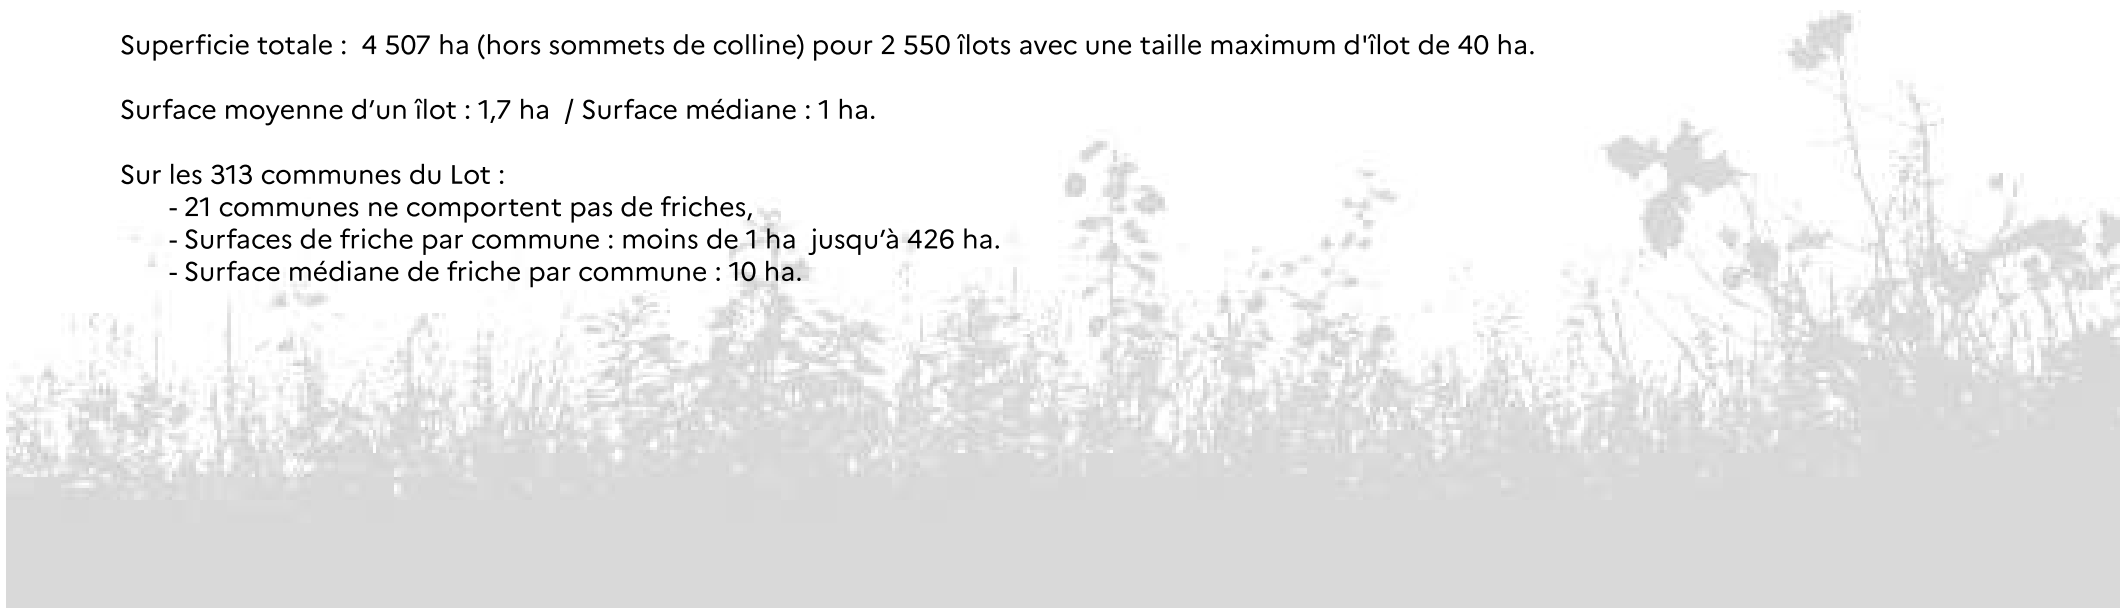 Superficie totale :  4 507 ha (hors sommets de colline) pour 2 550 îlots avec une taille maximum d'îlot de 40 ha.
Surface moyenne d’un îlot : 1,7 ha  / Surface médiane : 1 ha.
Sur les 313 communes du Lot :
- 21 communes ne comportent pas de friches,
- Surfaces de friche par commune : moins de 1 ha  jusqu’à 426 ha.
- Surface médiane de friche par commune : 10 ha.